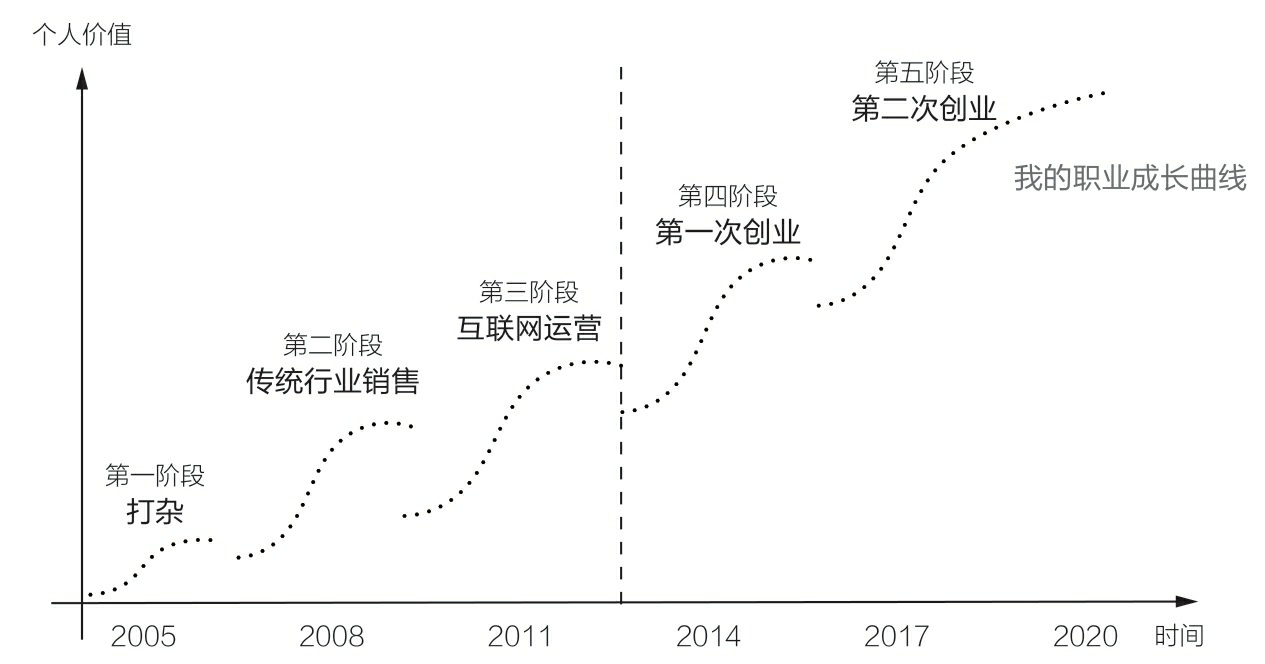 个人价值
第五阶段
第二次创业
我的职业成长曲线
第四阶段
第一次创业
第三阶段
互联网运营
第二阶段
传统行业销售
第一阶段
打杂
2005 2008 2011 2014 2017 2020 时间